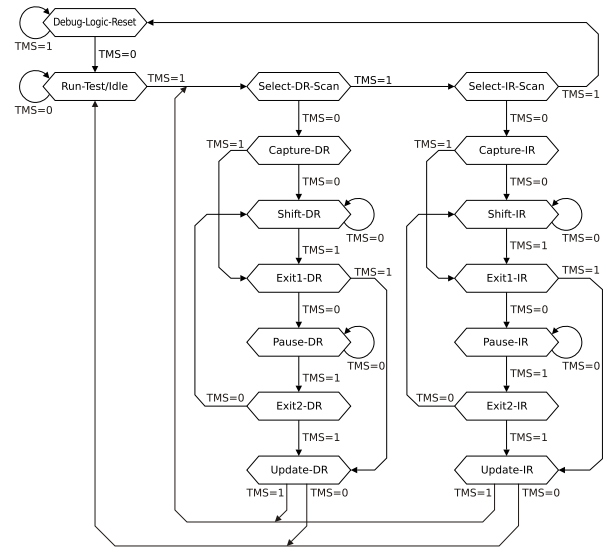 Debug-Logic-Reset
TMS=1
TMS=0
Run-Test/Idle
TMS=1
Select-DR-Scan
TMS=1
Select-IR-Scan
TMS=1
TMS=0
TMS=0
TMS=0
TMS=1
Capture-DR
TMS=1
Capture-IR
TMS=0
TMS=0
Shift-DR
Shift-IR
TMS=0
TMS=0
TMS=1
TMS=1
Exit1-DR
TMS=1
Exit1-IR
TMS=1
TMS=0
TMS=0
Pause-DR
Pause-IR
TMS=0
TMS=0
TMS=1
TMS=1
TMS=0
Exit2-DR
TMS=0
Exit2-IR
TMS=1
TMS=1
Update-DR
Update-IR
TMS=1
TMS=0
TMS=1
TMS=0